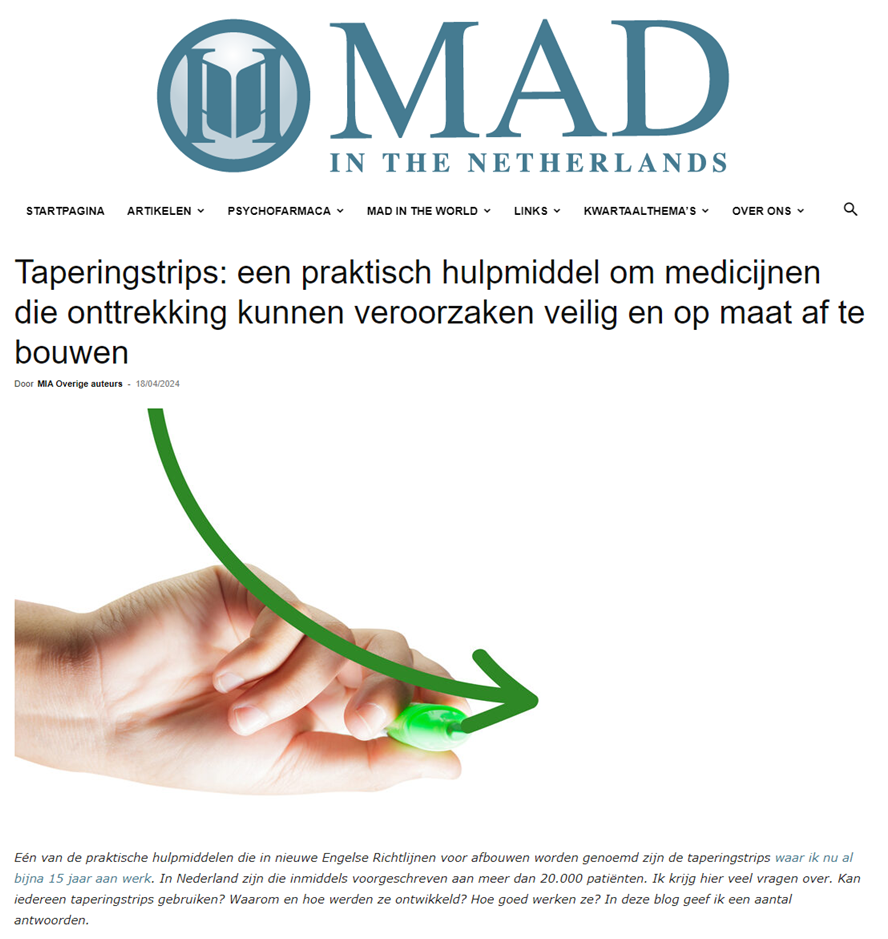 MAD
IN THE NETHERLANDS
STARTPAGINA ARTIKELEN PSYCHOFARMACA MAD IN THE WORLD LINKS KWARTAALTHEMA'S OVER ONS
Taperingstrips: een praktisch hulpmiddel om medicijnen
die onttrekking kunnen veroorzaken veilig en op maat af te
bouwen
Door MIA Overige auteurs - 18/04/2024
Eén van de praktische hulpmiddelen die in nieuwe Engelse Richtlijnen voor afbouwen worden genoemd zijn de taperingstrips waar ik nu al
bijna 15 jaar aan werk. In Nederland zijn die inmiddels voorgeschreven aan meer dan 20.000 patiënten. Ik krijg hier veel vragen over. Kan
iedereen taperingstrips gebruiken? Waarom en hoe werden ze ontwikkeld? Hoe goed werken ze? In deze blog geef ik een aantal
antwoorden.